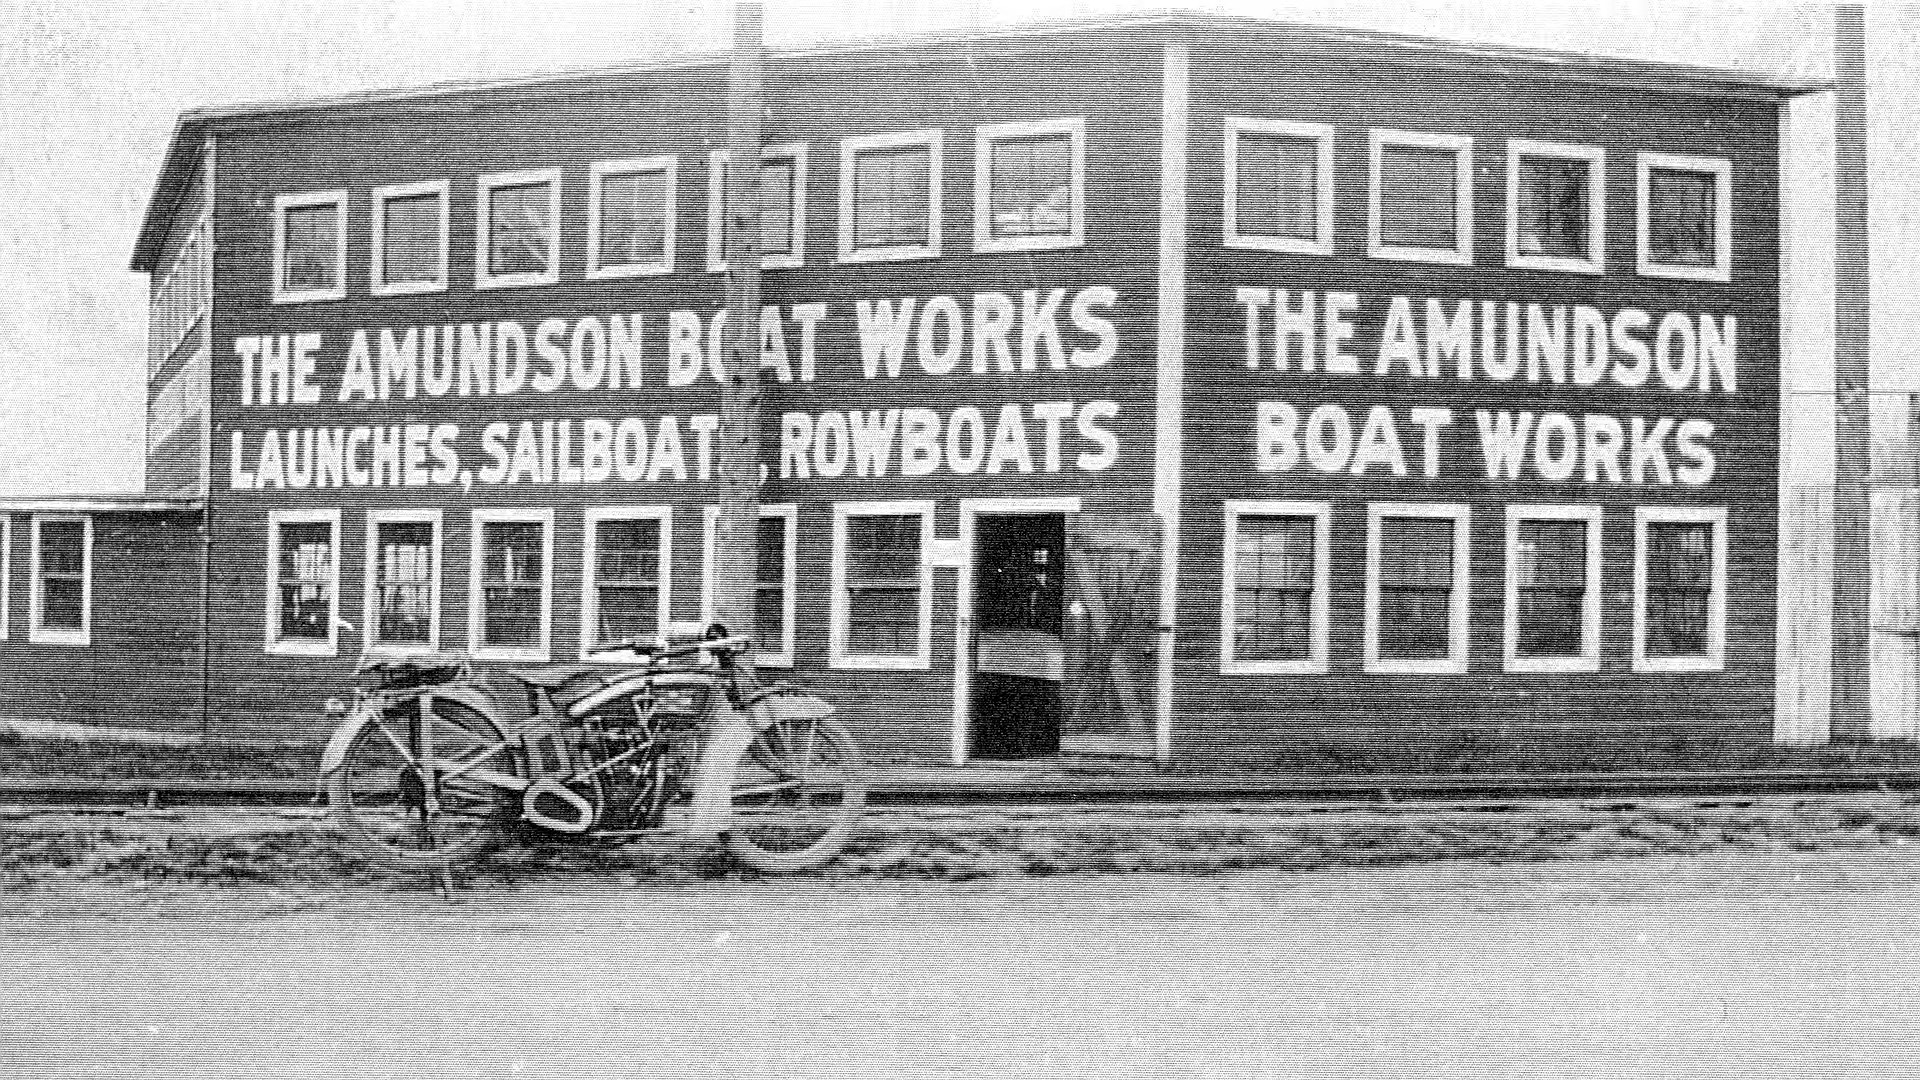 THE AMUNDSON BOAT WORKS
LAUNCHES, SAILBOATS, ROWBOATS
THE AMUNDSON
BOAT WORKS